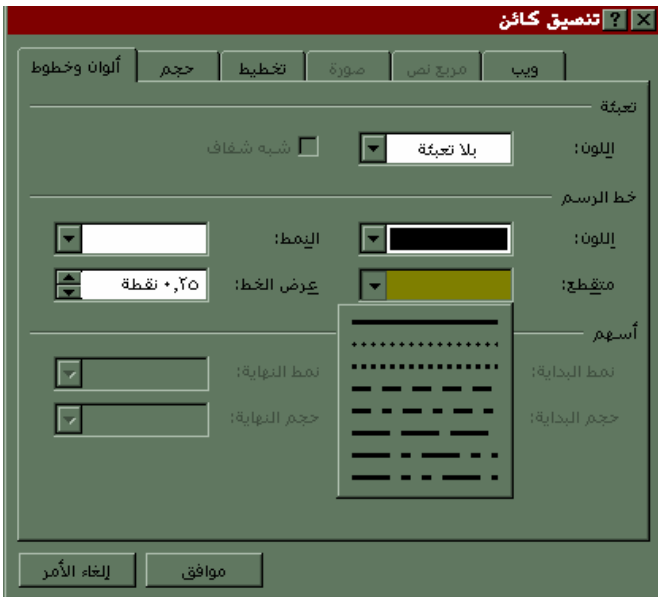 تنسيق كائن
ألوان وخطوط حجم تخطيط صورة مربع نص ويب
تعبئة
اللون: بلا تعبئة شبه شفاف
خط الرسم
اللون: النمط:
متقطع: عرض الخط: ٠,٢٥ نقطة
أسهم
نمط البداية: نمط النهاية:
حجم البداية: حجم النهاية:
موافق إلغاء الأمر